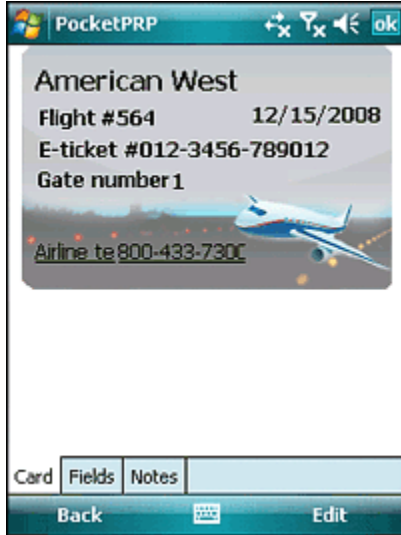 PocketPRP
ok
American West
Flight #564 12/15/2008
E-ticket #012-3456-789012
Gate number 1
Airline te 800-433-7300
Card Fields Notes
Back Edit